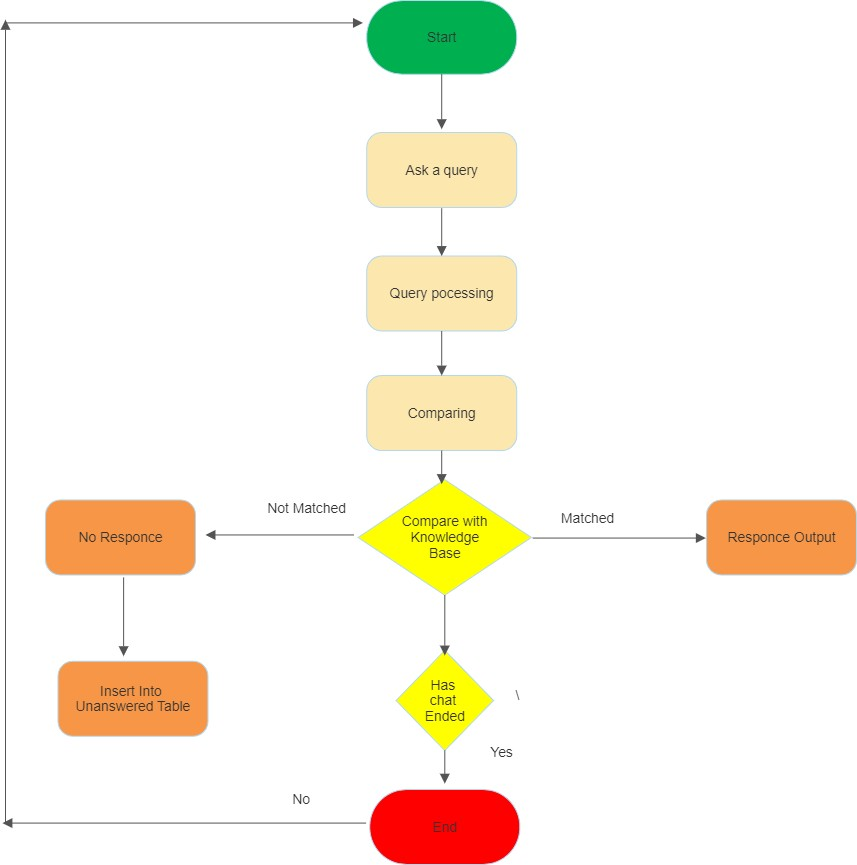 Start
Ask a query
Query pocessing
Comparing
Not Matched
Compare with
Knowledge
Base
Matched
No Responce
Responce Output
Insert Into
Unanswered Table
Has
chat
Ended
\
Yes
No
End